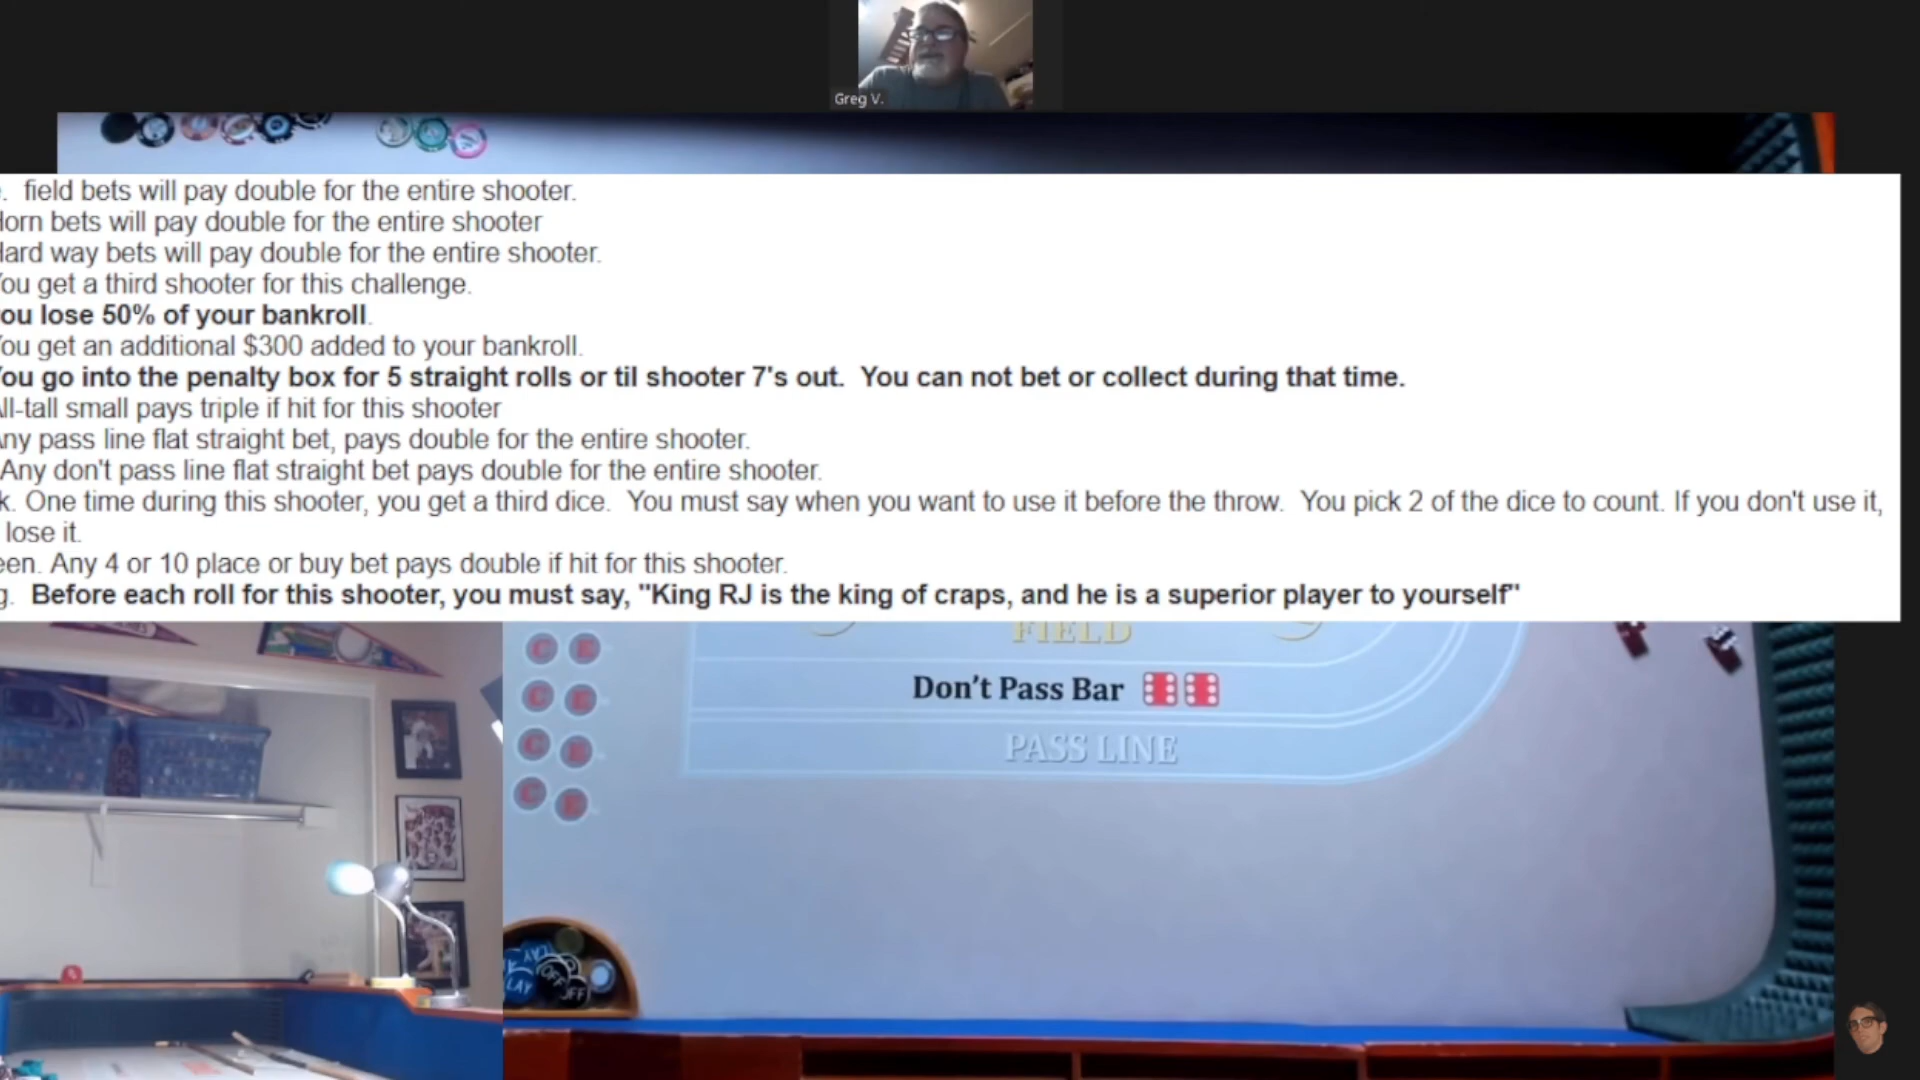 Greg V.
. field bets will pay double for the entire shooter.
orn bets will pay double for the entire shooter
ard way bets will pay double for the entire shooter.
ou get a third shooter for this challenge.
ou lose 50% of your bankroll.
ou get an additional $300 added to your bankroll.
ou go into the penalty box for 5 straight rolls or til shooter 7's out. You can not bet or collect during that time.
ll-tall small pays triple if hit for this shooter
ny pass line flat straight bet, pays double for the entire shooter.
Any don't pass line flat straight bet pays double for the entire shooter.
k. One time during this shooter, you get a third dice. You must say when you want to use it before the throw. You pick 2 of the dice to count. If you don't use it,
lose it.
een. Any 4 or 10 place or buy bet pays double if hit for this shooter.
g. Before each roll for this shooter, you must say, "King RJ is the king of craps, and he is a superior player to yourself"
FIELD
C E
Don't Pass Bar
C E
PASS LINE
C E
C E
LAY
OFF
OFF
LAY